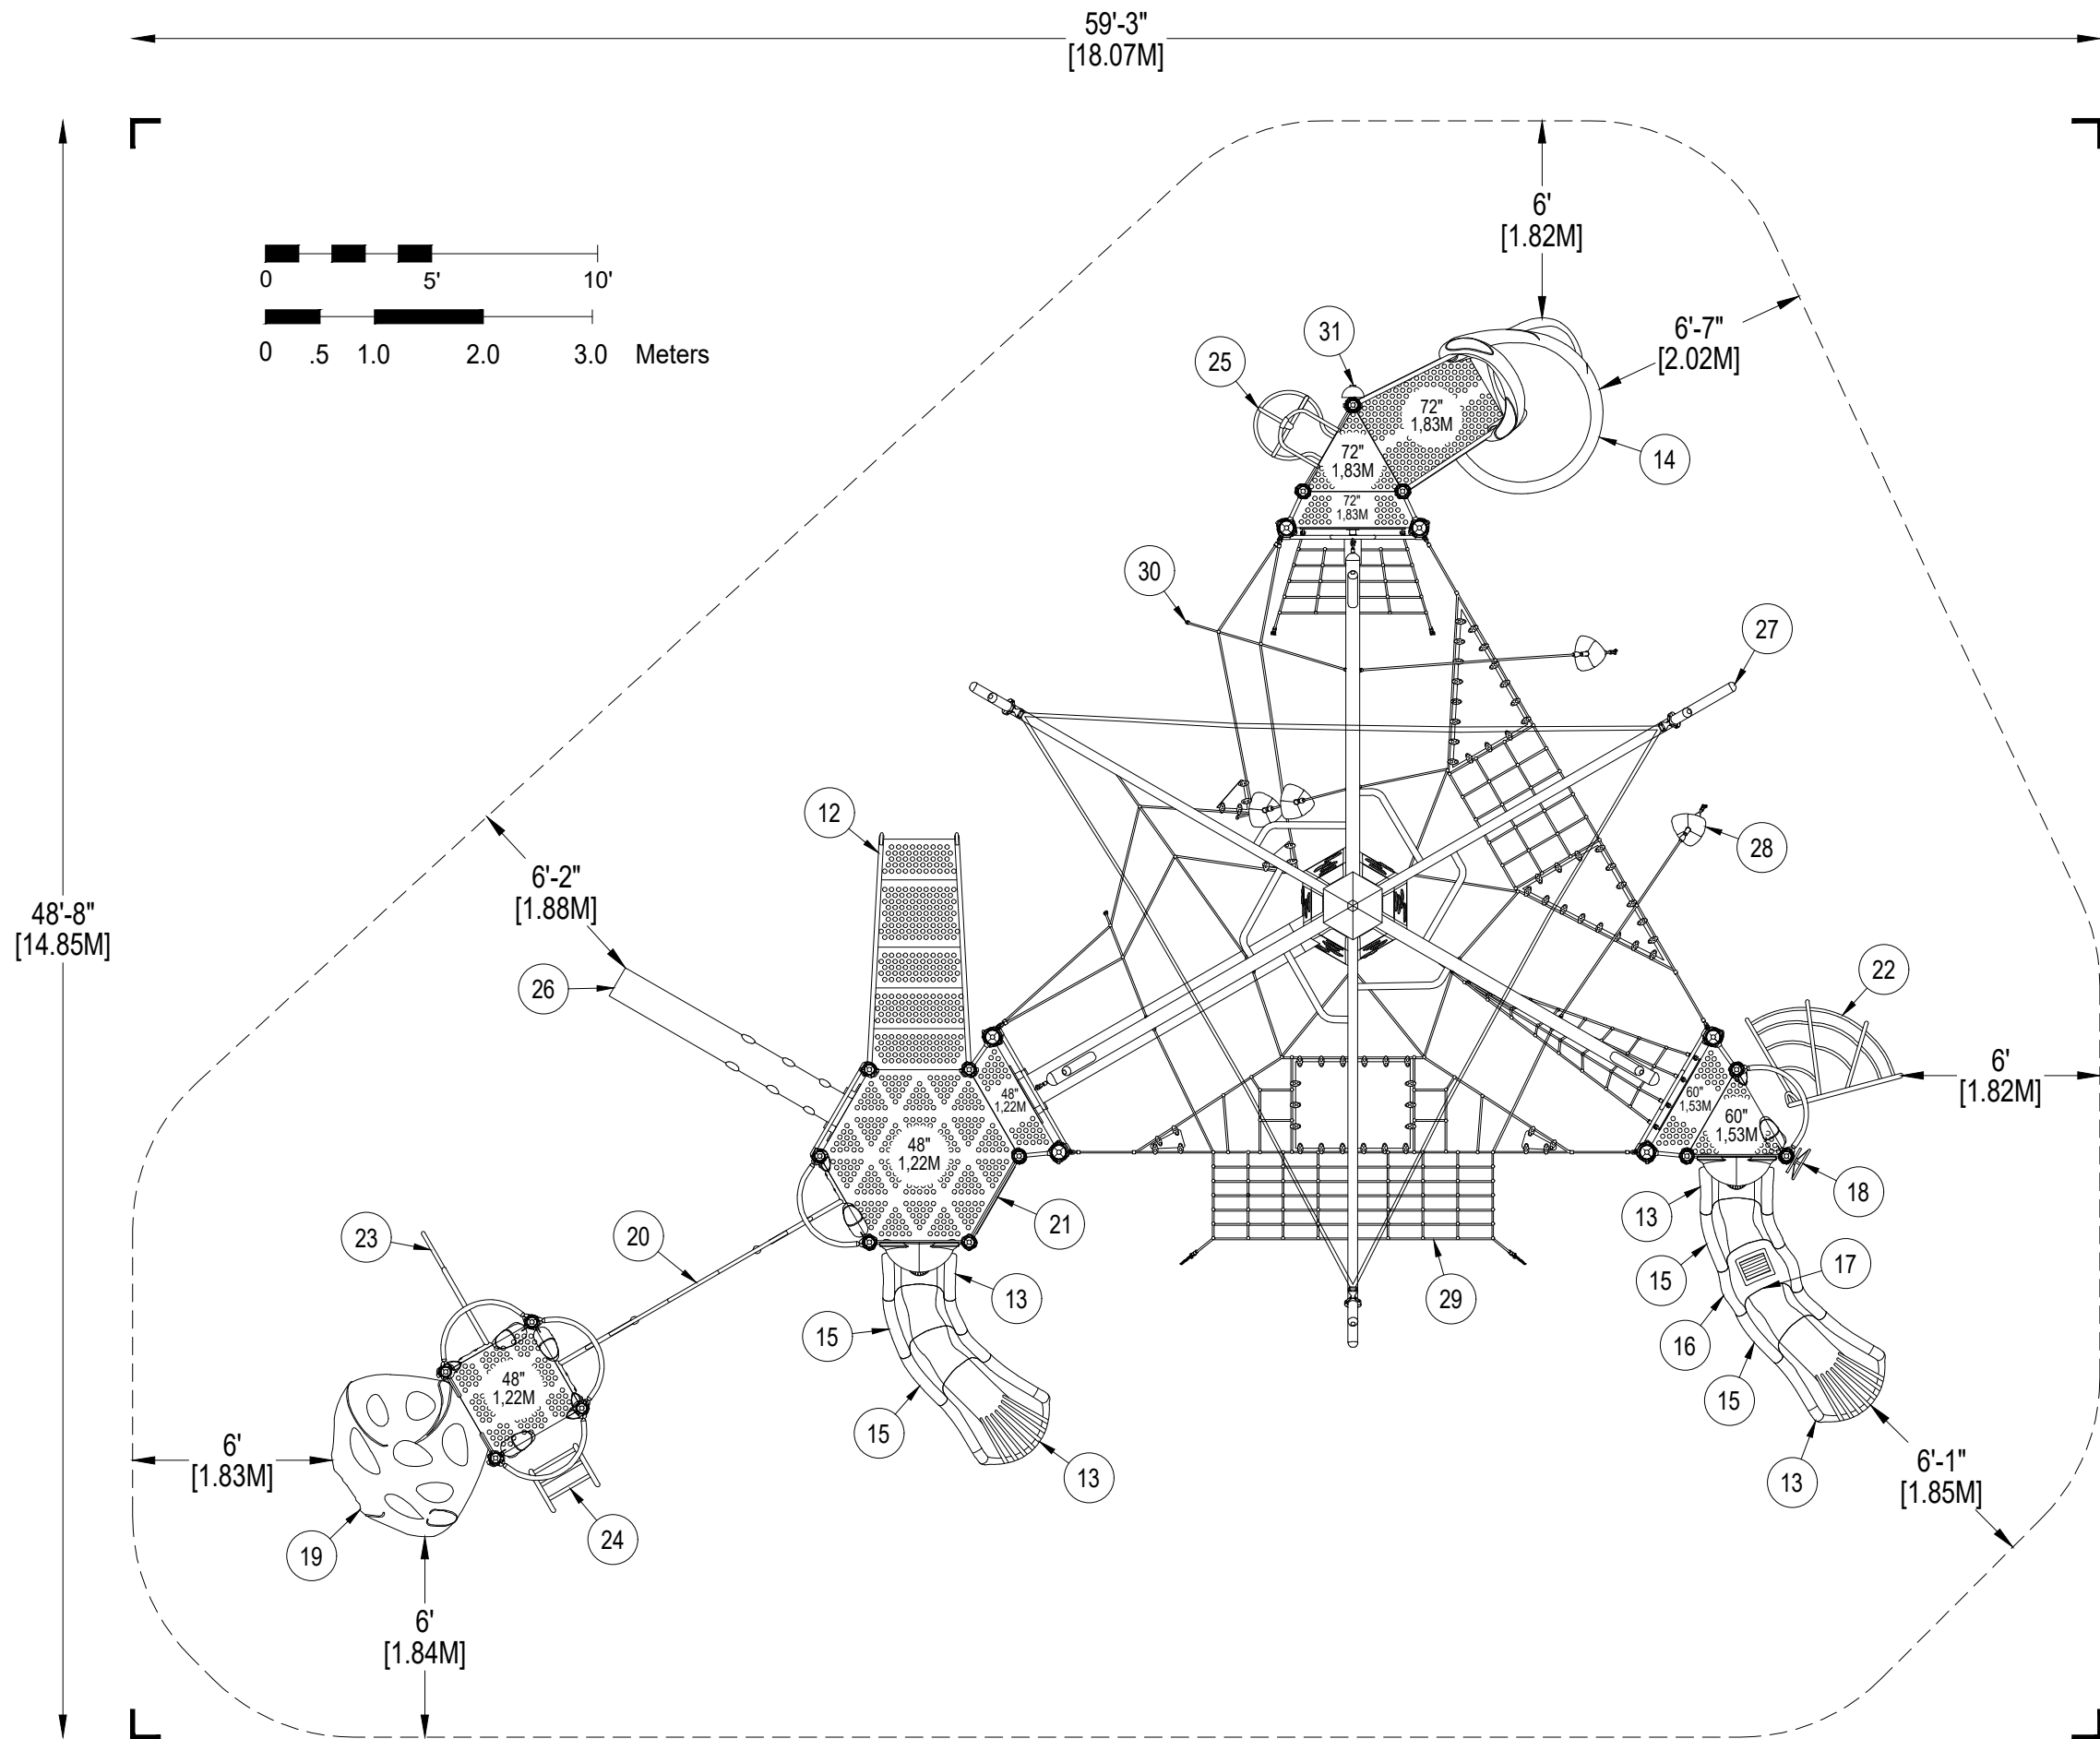 59'-3"
[18.07M]
6'
[1.82M]
0
5'
10'
0
.5
1.0
2.0
3.0
Meters
31
6'-7"
[2.02M]
25
72"
1,83M
14
72"
1,83M
72"
1,83M
30
27
12
28
6'-2"
[1.88M]
48'-8"
[14.85M]
26
22
6'
[1.82M]
48"
1,22M
60"
1,53M
60"
1,53M
48"
1,22M
18
13
21
23
20
15
17
13
29
15
16
48"
1,22M
15
15
13
13
6'
[1.83M]
6'-1"
[1.85M]
24
19
6'
[1.84M]